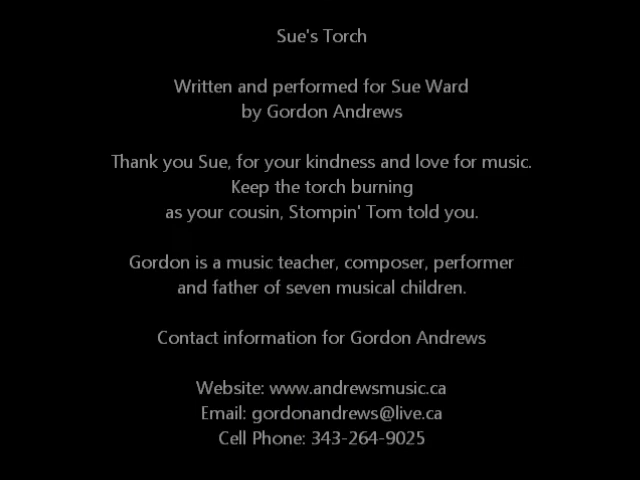 Sue's Torch
Written and performed for Sue Ward
by Gordon Andrews
Thank you Sue, for your kindness and love for music.
Keep the torch burning
as your cousin, Stompin' Tom told you.
Gordon is a music teacher, composer, performer
and father of seven musical children.
Contact information for Gordon Andrews
Website: www.andrewsmusic.ca
Email: gordonandrews@live.ca
Cell Phone: 343-264-9025